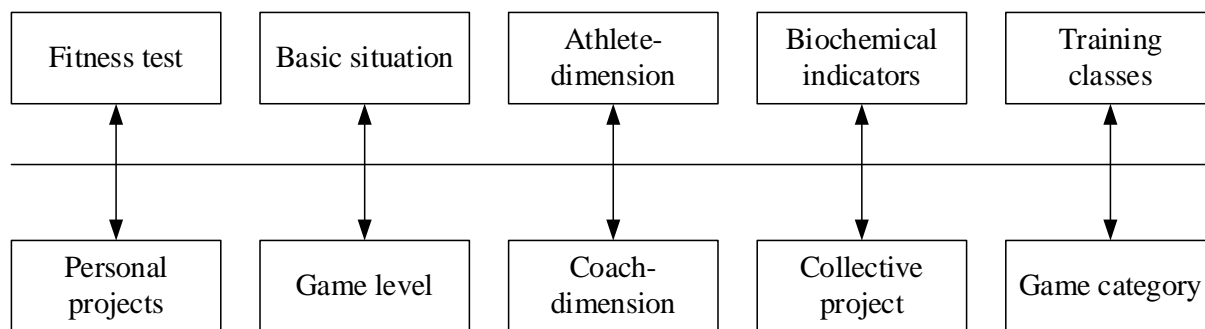 Fitness test
Basic situation
Athlete-
dimension
Biochemical
indicators
Training
classes
Personal
projects
Game level
Coach-
dimension
Collective
project
Game category